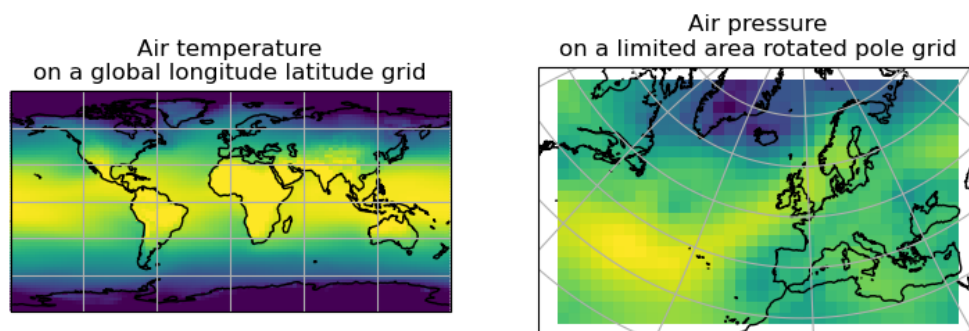 Air temperature
on a global longitude latitude grid
Air pressure
on a limited area rotated pole grid